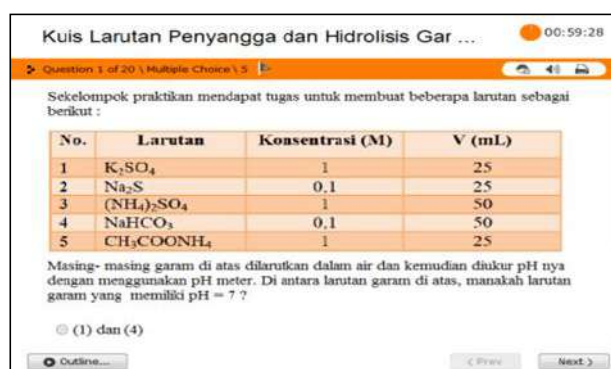 Kuis Larutan Penyangga dan Hidrolisis Gar ...
00:59:28
Question 1 of 20 \ Multiple Choice \ 5
Sekelompok praktikan mendapat tugas untuk membuat beberapa larutan sebagai
berikut :
No. Larutan Konsentrasi (M) V (mL)
1 K₂SO₄ 1 25
2 Na₂S 0,1 25
3 (NH₄)₂SO₄ 1 50
4 NaHCO₃ 0,1 50
5 CH₃COONH₄ 1 25
Masing- masing garam di atas dilarutkan dalam air dan kemudian diukur pH nya
dengan menggunakan pH meter. Di antara larutan garam di atas, manakah larutan
garam yang memiliki pH = 7 ?
(1) dan (4)
Outline...
< Prev
Next >